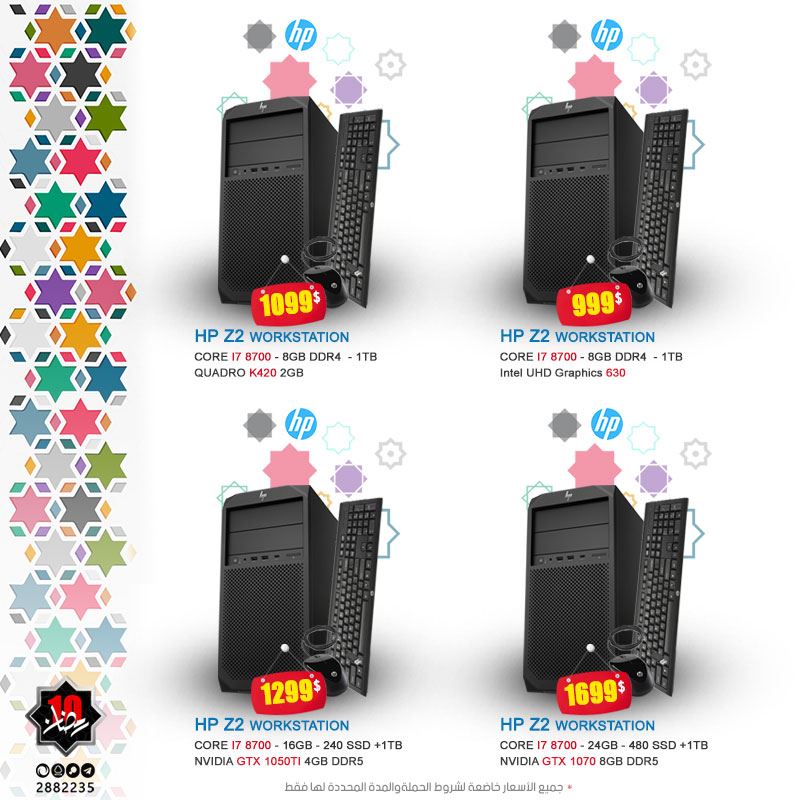 hp
hp
1099$
999$
HP Z2 WORKSTATION
CORE I7 8700 - 8GB DDR4 - 1TB
QUADRO K420 2GB
HP Z2 WORKSTATION
CORE I7 8700 - 8GB DDR4 - 1TB
Intel UHD Graphics 630
hp
hp
1299$
1699$
HP Z2 WORKSTATION
CORE I7 8700 - 16GB - 240 SSD +1TB
NVIDIA GTX 1050TI 4GB DDR5
HP Z2 WORKSTATION
CORE I7 8700 - 24GB - 480 SSD +1TB
NVIDIA GTX 1070 8GB DDR5
19
2882235
* جميع الأسعار خاضعة لشروط الحملةوالمدة المحددة لها فقط